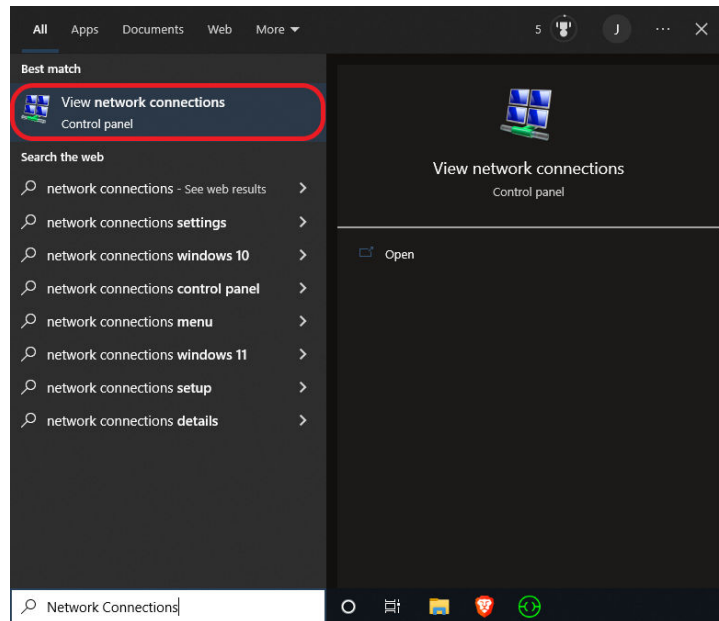 All Apps Documents Web More
5 J
Best match
View network connections
Control panel
Search the web
network connections - See web results
network connections settings
network connections windows 10
network connections control panel
network connections menu
network connections windows 11
network connections setup
network connections details
View network connections
Control panel
Open
Network Connections